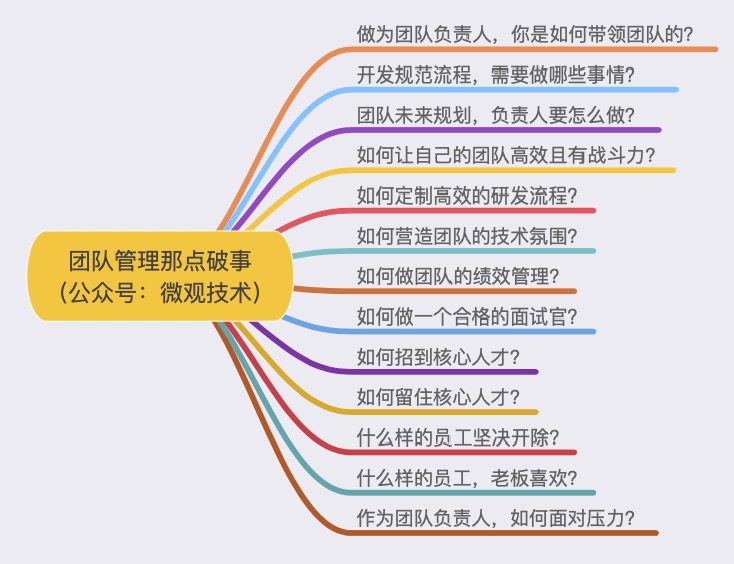 做为团队负责人，你是如何带领团队的？
开发规范流程，需要做哪些事情？
团队未来规划，负责人要怎么做？
如何让自己的团队高效且有战斗力？
如何定制高效的研发流程？
如何营造团队的技术氛围？
团队管理那点破事
（公众号：微观技术）
如何做团队的绩效管理？
如何做一个合格的面试官？
如何招到核心人才？
如何留住核心人才？
什么样的员工坚决开除？
什么样的员工，老板喜欢？
作为团队负责人，如何面对压力？